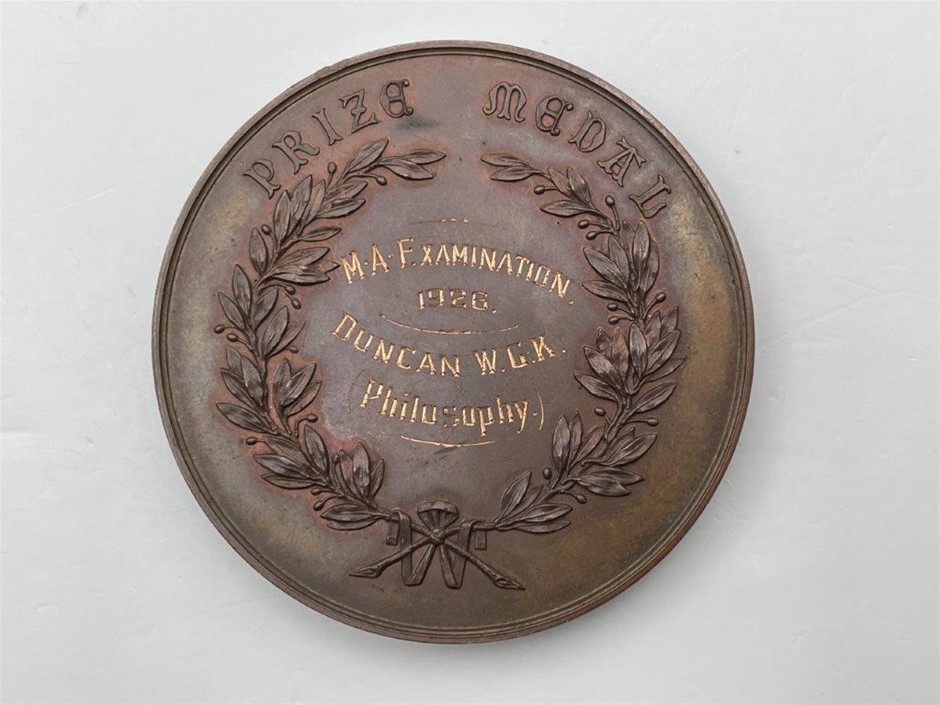 PRIZE MEDAL
M.A. EXAMINATION.
1926.
DUNCAN W.G.K.
(Philosophy.)